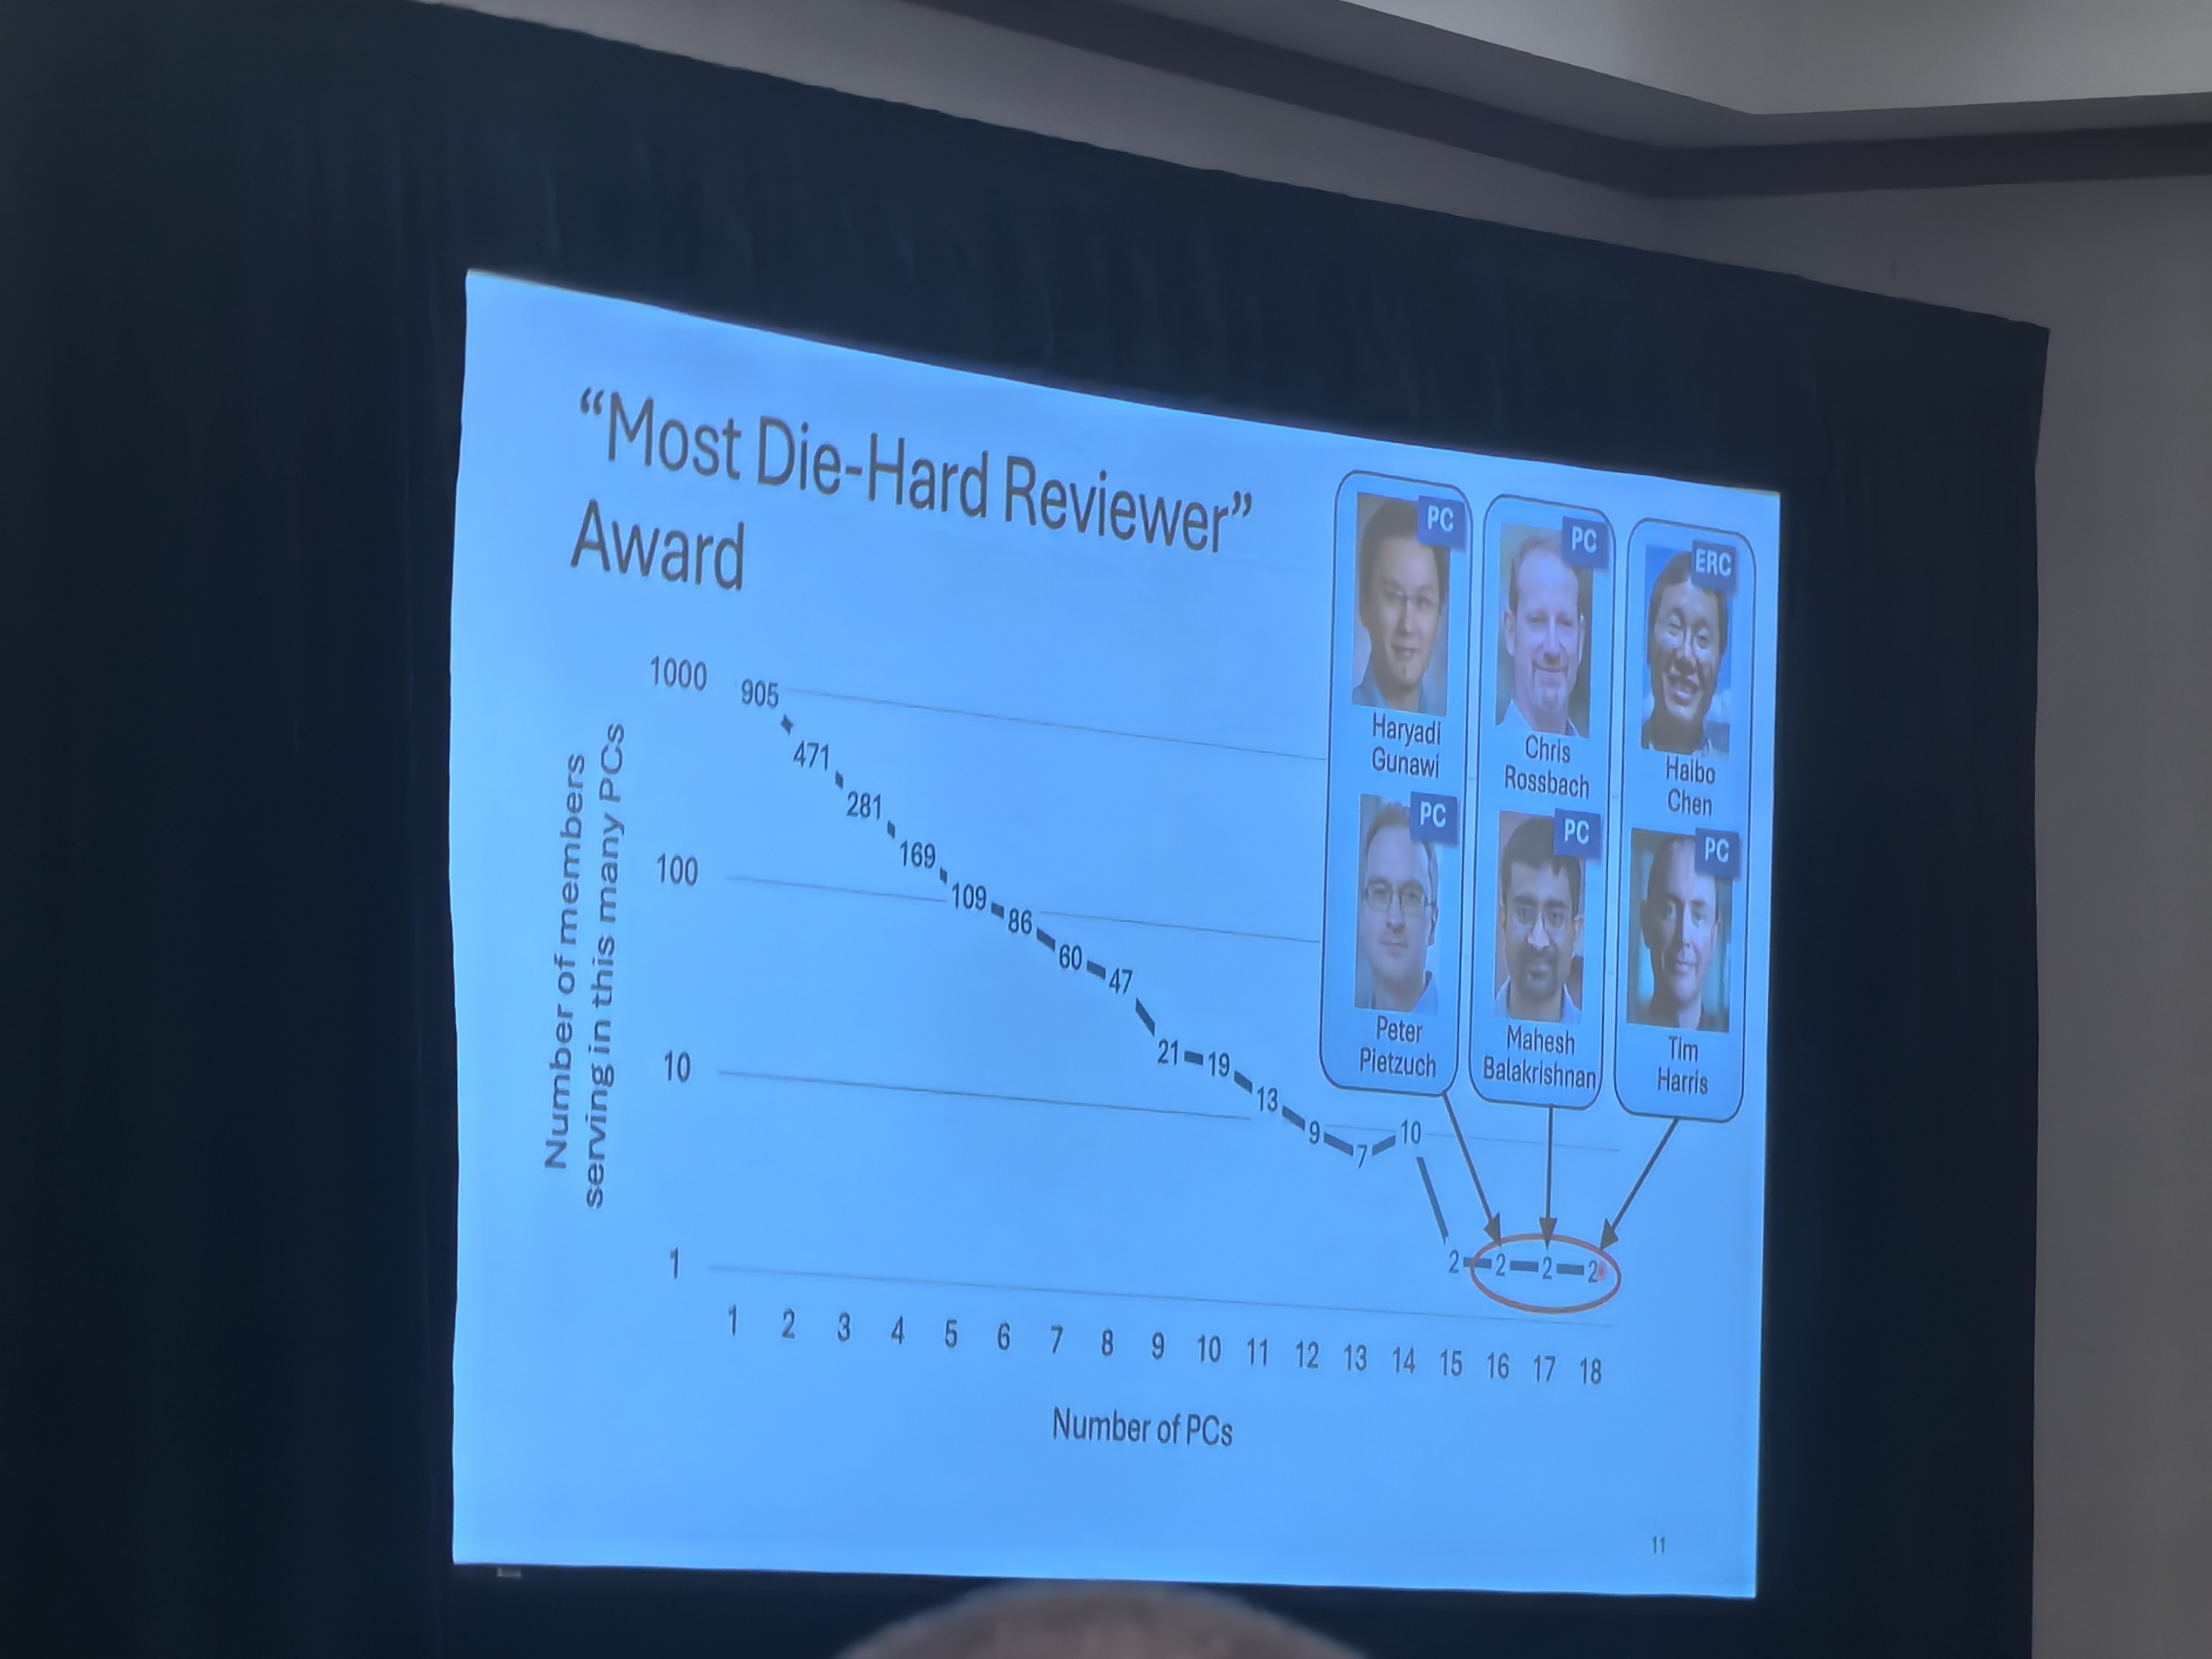 “Most Die-Hard Reviewer”
Award
PC
PC
ERC
Haryadi
Gunawi
Chris
Rossbach
Haibo
Chen
PC
PC
PC
Peter
Pietzuch
Mahesh
Balakrishnan
Tim
Harris
Number of members
serving in this many PCs
1000
100
10
1
905
471
281
169
109
86
60
47
21
19
13
9
7
10
2
2
2
2
1 2 3 4 5 6 7 8 9 10 11 12 13 14 15 16 17 18
Number of PCs
11